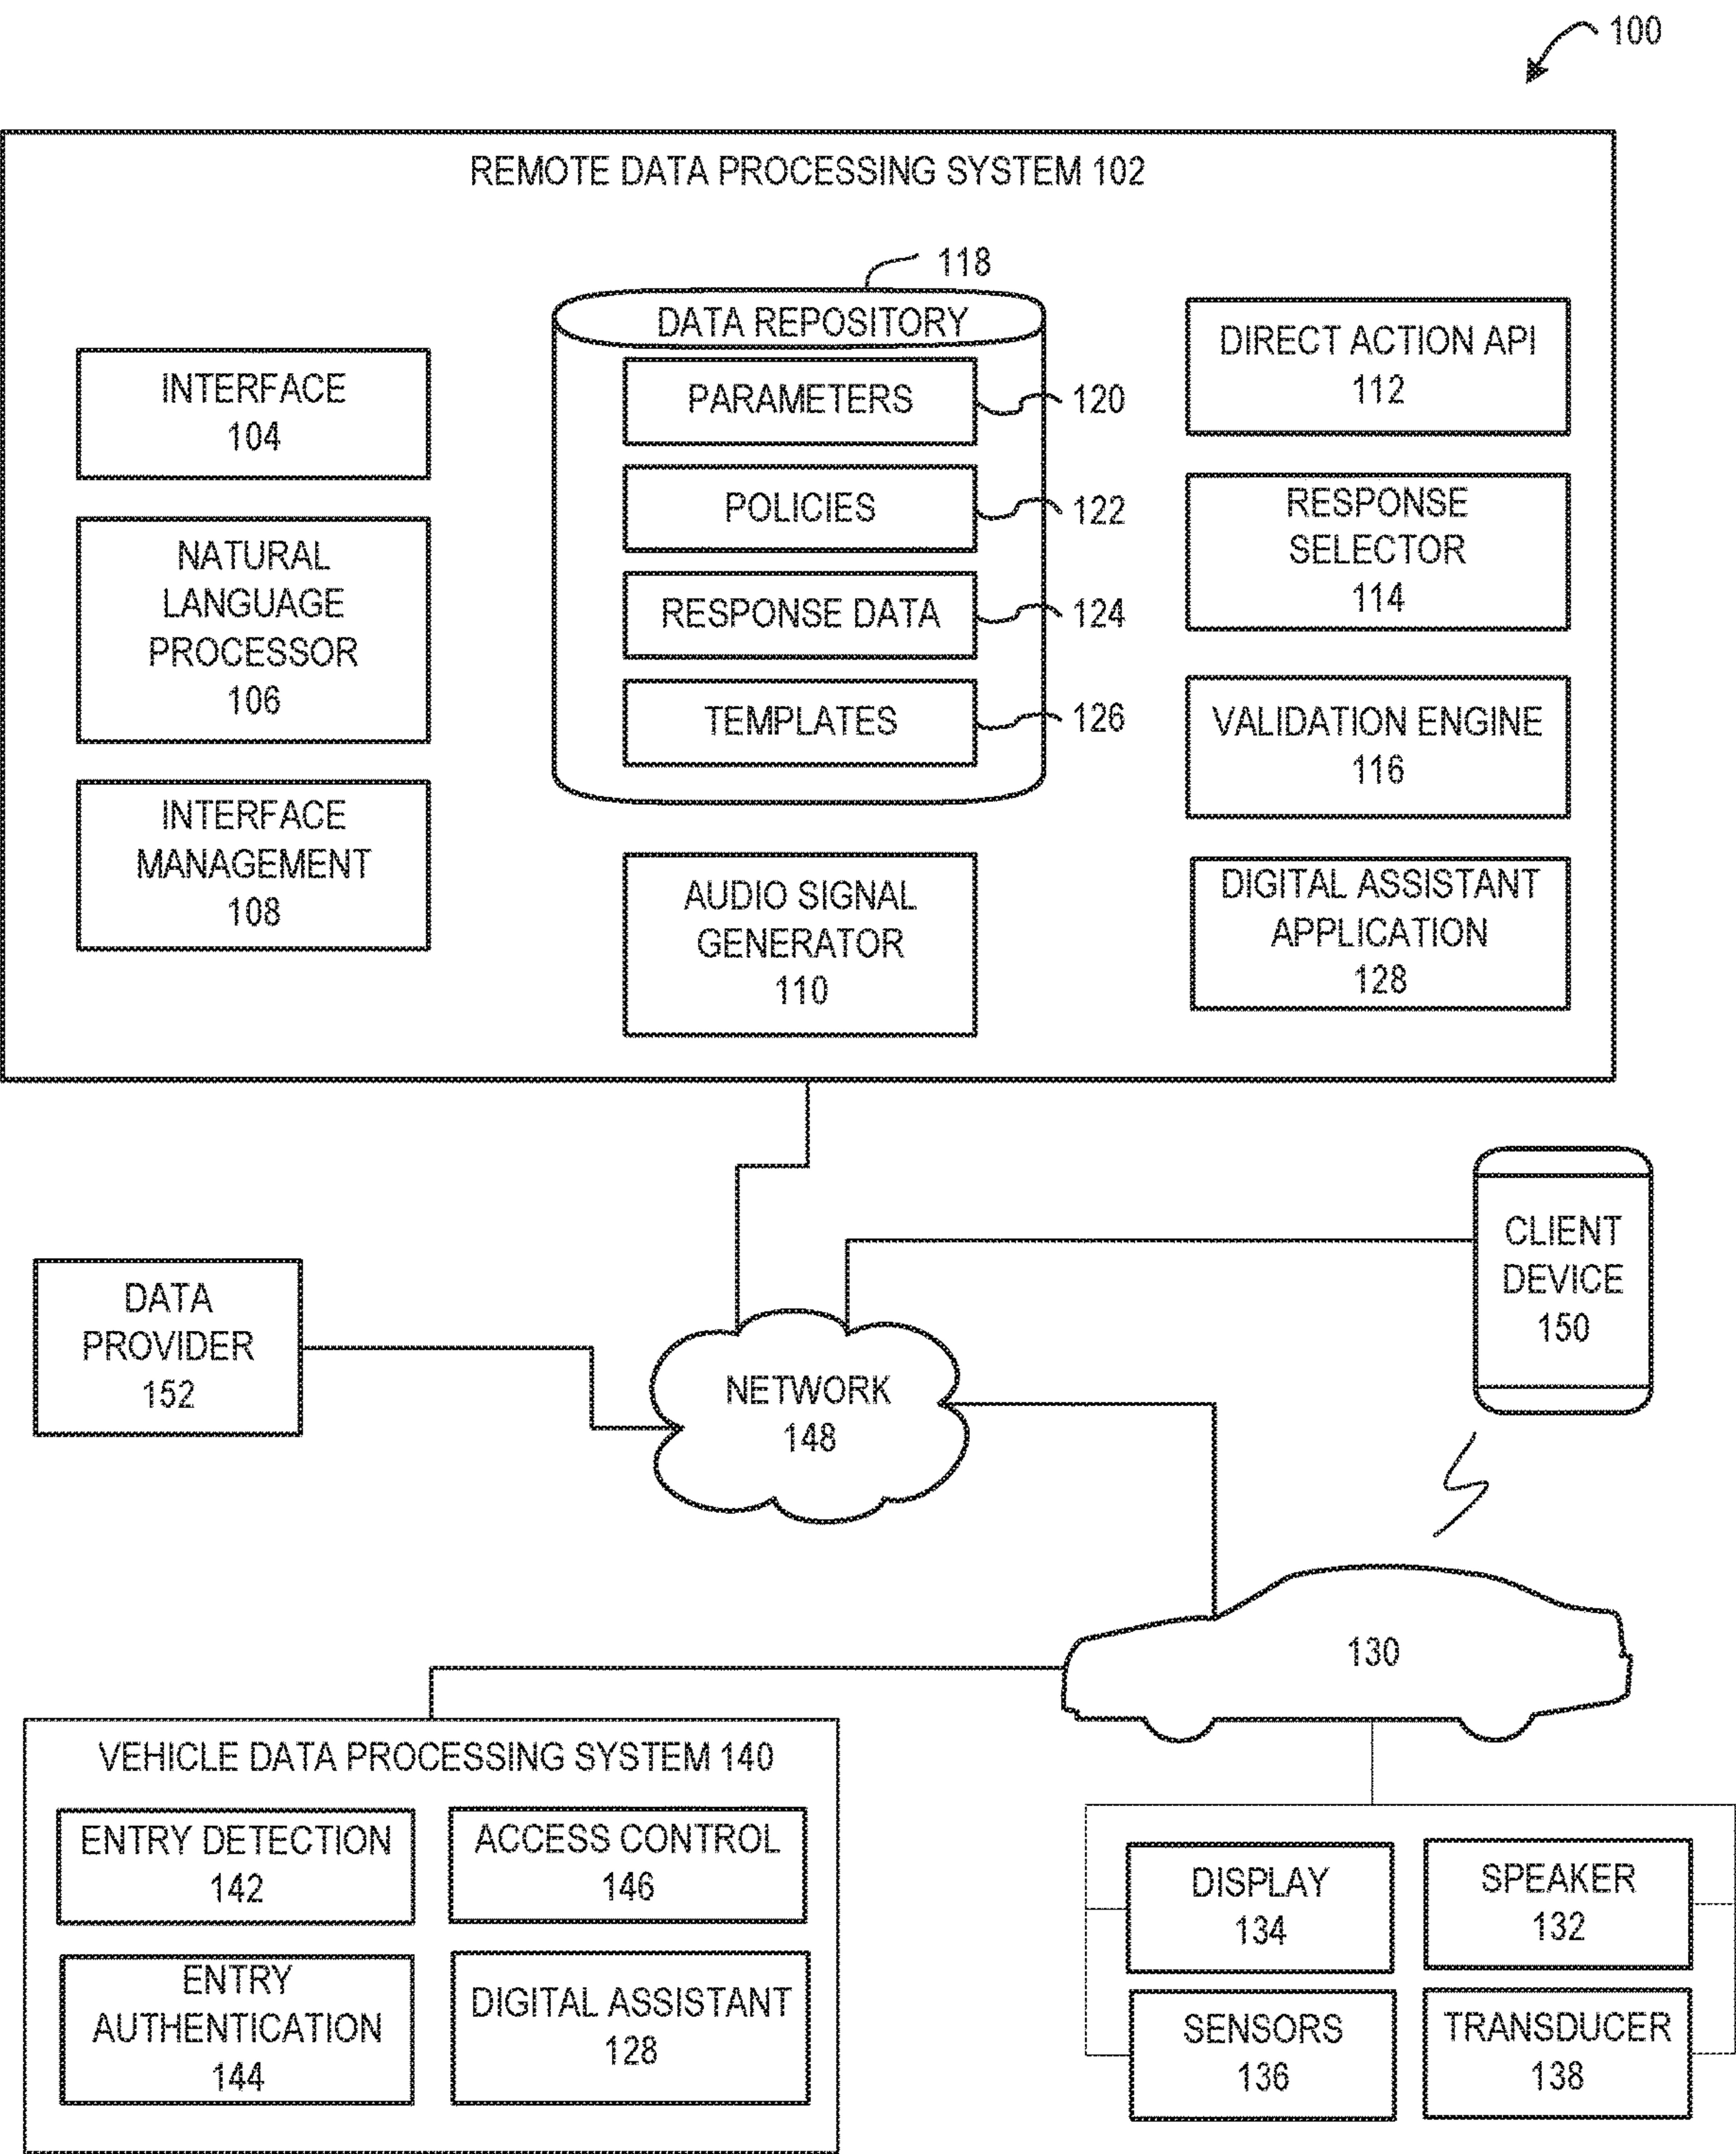 100
REMOTE DATA PROCESSING SYSTEM 102
118
DATA REPOSITORY
PARAMETERS
120
POLICIES
122
RESPONSE DATA
124
TEMPLATES
126
INTERFACE
104
NATURAL
LANGUAGE
PROCESSOR
106
INTERFACE
MANAGEMENT
108
AUDIO SIGNAL
GENERATOR
110
DIRECT ACTION API
112
RESPONSE
SELECTOR
114
VALIDATION ENGINE
116
DIGITAL ASSISTANT
APPLICATION
128
DATA
PROVIDER
152
NETWORK
148
CLIENT
DEVICE
150
130
VEHICLE DATA PROCESSING SYSTEM 140
ENTRY DETECTION
142
ACCESS CONTROL
146
ENTRY
AUTHENTICATION
144
DIGITAL ASSISTANT
128
DISPLAY
134
SPEAKER
132
SENSORS
136
TRANSDUCER
138